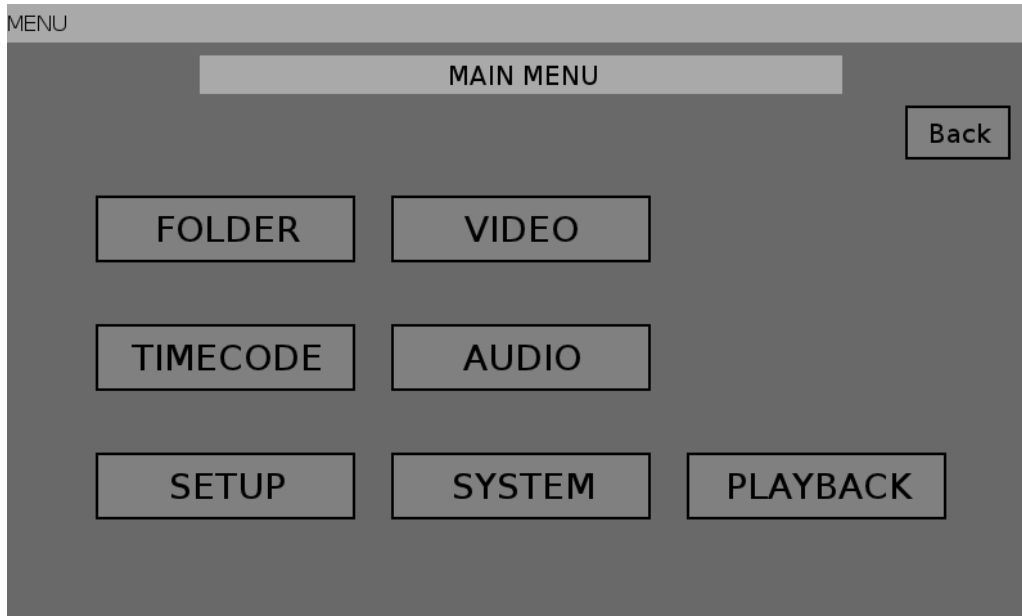 MENU
MAIN MENU
Back
FOLDER VIDEO
TIMECODE AUDIO
SETUP SYSTEM PLAYBACK